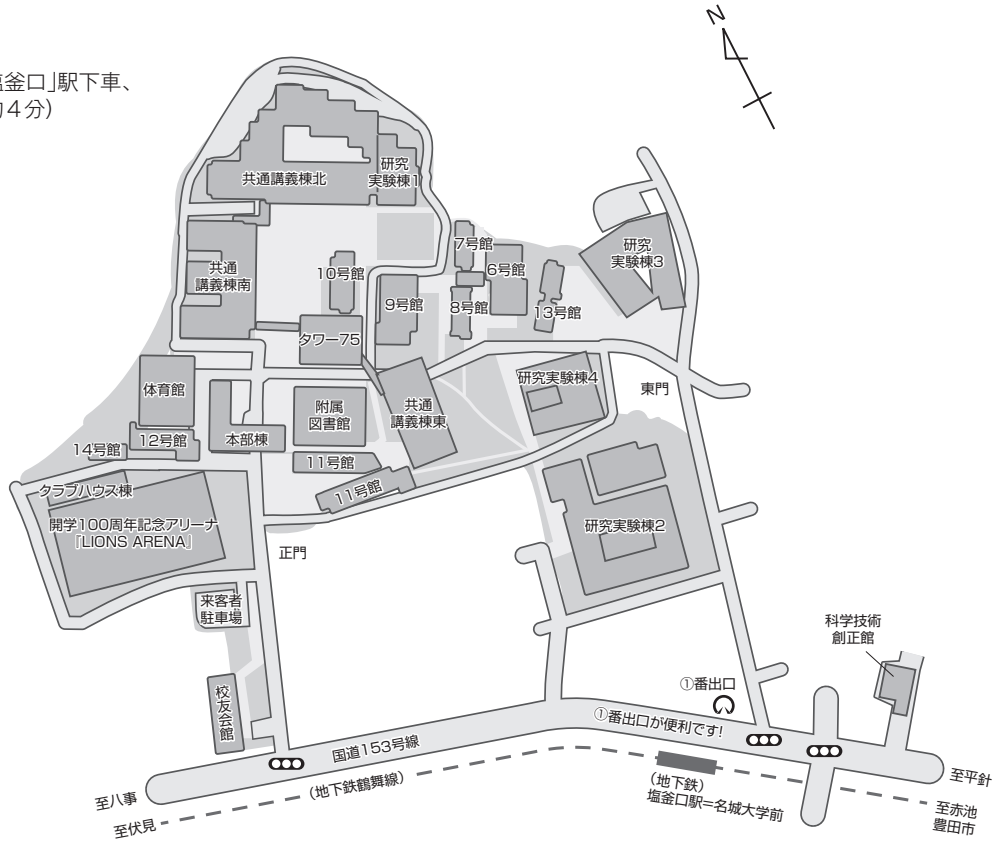 塩釜口」駅下車、
４分）
N
共通講義棟北
研究
実験棟1
共通
講義棟南
10号館
7号館
6号館
9号館
8号館
13号館
研究
実験棟3
タワー75
体育館
附属
図書館
共通
講義棟東
研究実験棟4
東門
14号館
12号館
本部棟
11号館
11号館
クラブハウス棟
開学100周年記念アリーナ
「LIONS ARENA」
研究実験棟2
正門
来客者
駐車場
科学技術
創正館
校友会館
①番出口
①番出口が便利です!
国道153号線
（地下鉄鶴舞線）
（地下鉄）
塩釜口駅＝名城大学前
至八事
至伏見
至平針
至赤池
豊田市